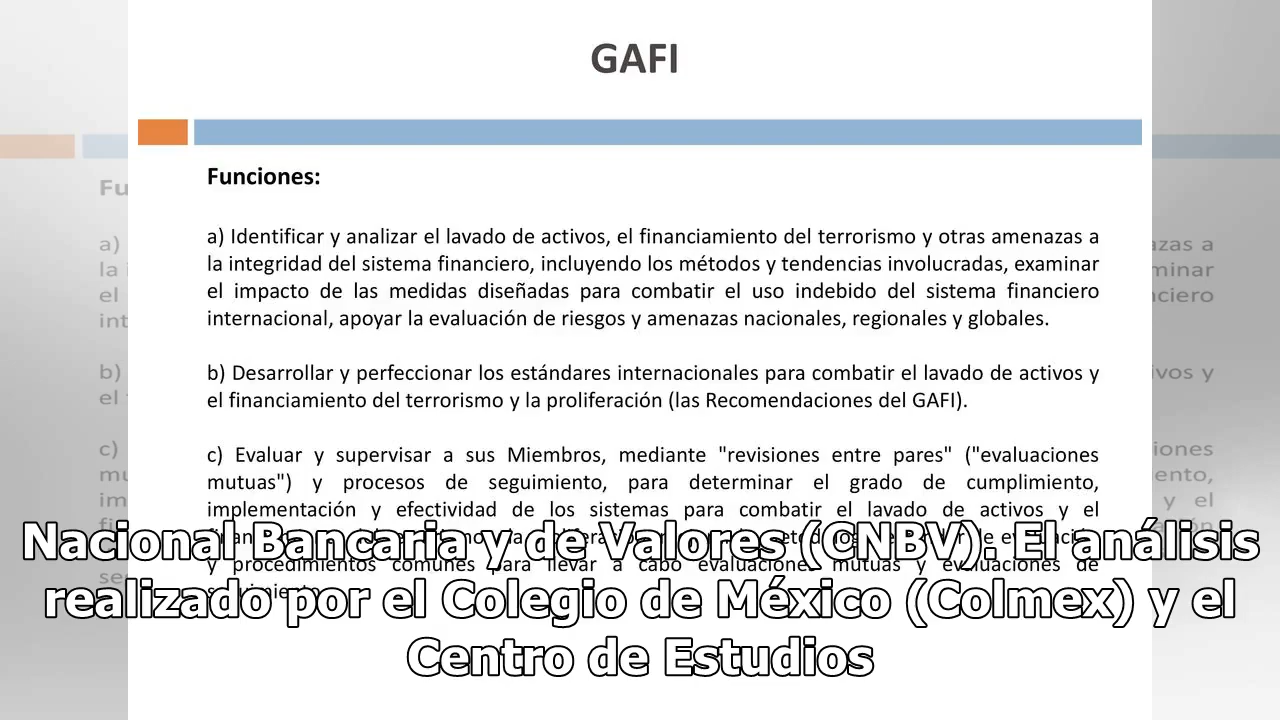 GAFI
Funciones:
a) Identificar y analizar el lavado de activos, el financiamiento del terrorismo y otras amenazas a
la integridad del sistema financiero, incluyendo los métodos y tendencias involucradas, examinar
el impacto de las medidas diseñadas para combatir el uso indebido del sistema financiero
internacional, apoyar la evaluación de riesgos y amenazas nacionales, regionales y globales.
b) Desarrollar y perfeccionar los estándares internacionales para combatir el lavado de activos y
el financiamiento del terrorismo y la proliferación (las Recomendaciones del GAFI).
c) Evaluar y supervisar a sus Miembros, mediante "revisiones entre pares" ("evaluaciones
mutuas") y procesos de seguimiento, para determinar el grado de cumplimiento,
implementación y efectividad de los sistemas para combatir el lavado de activos y el
y procedimientos comunes para llevar a cabo evaluaciones mutuas y evaluaciones de
Nacional Bancaria y de Valores (CNBV). El análisis
realizado por el Colegio de México (Colmex) y el
Centro de Estudios